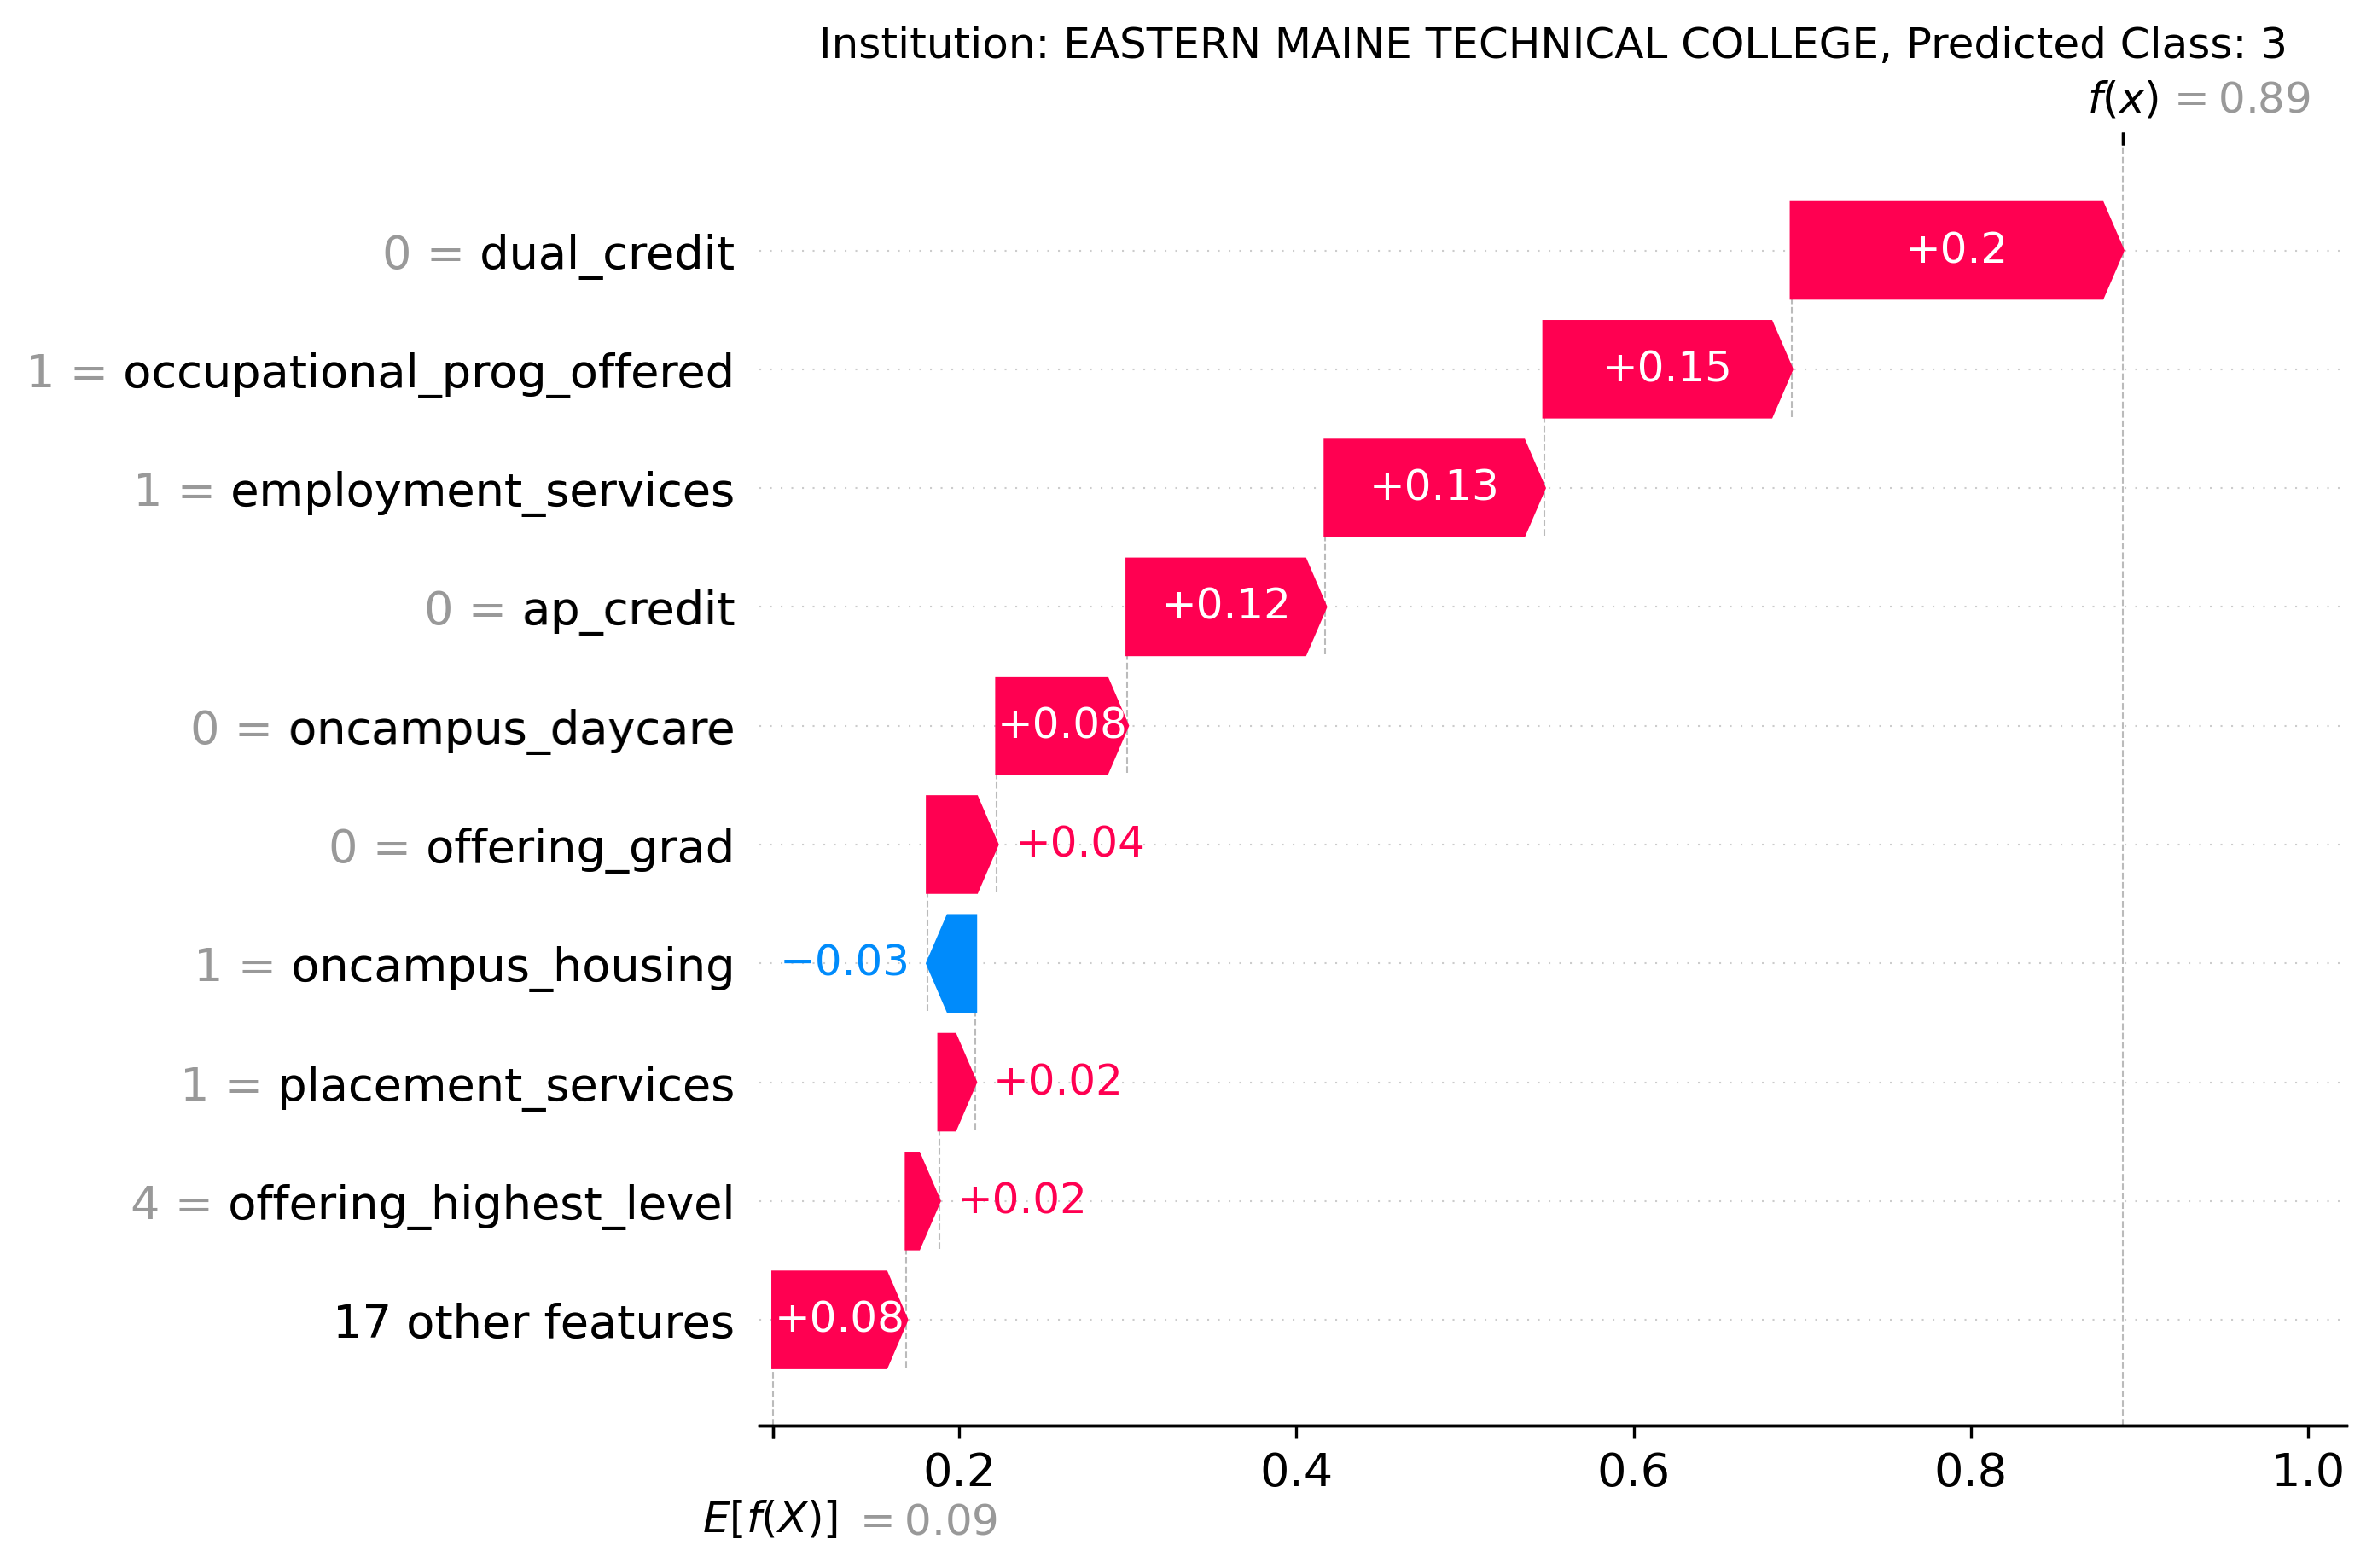 Institution: EASTERN MAINE TECHNICAL COLLEGE, Predicted Class: 3
f(x) = 0.89
0 = dual_credit +0.2
1 = occupational_prog_offered +0.15
1 = employment_services +0.13
0 = ap_credit +0.12
0 = oncampus_daycare +0.08
0 = offering_grad +0.04
1 = oncampus_housing −0.03
1 = placement_services +0.02
4 = offering_highest_level +0.02
17 other features +0.08
0.2 0.4 0.6 0.8 1.0
E[f(X)] = 0.09